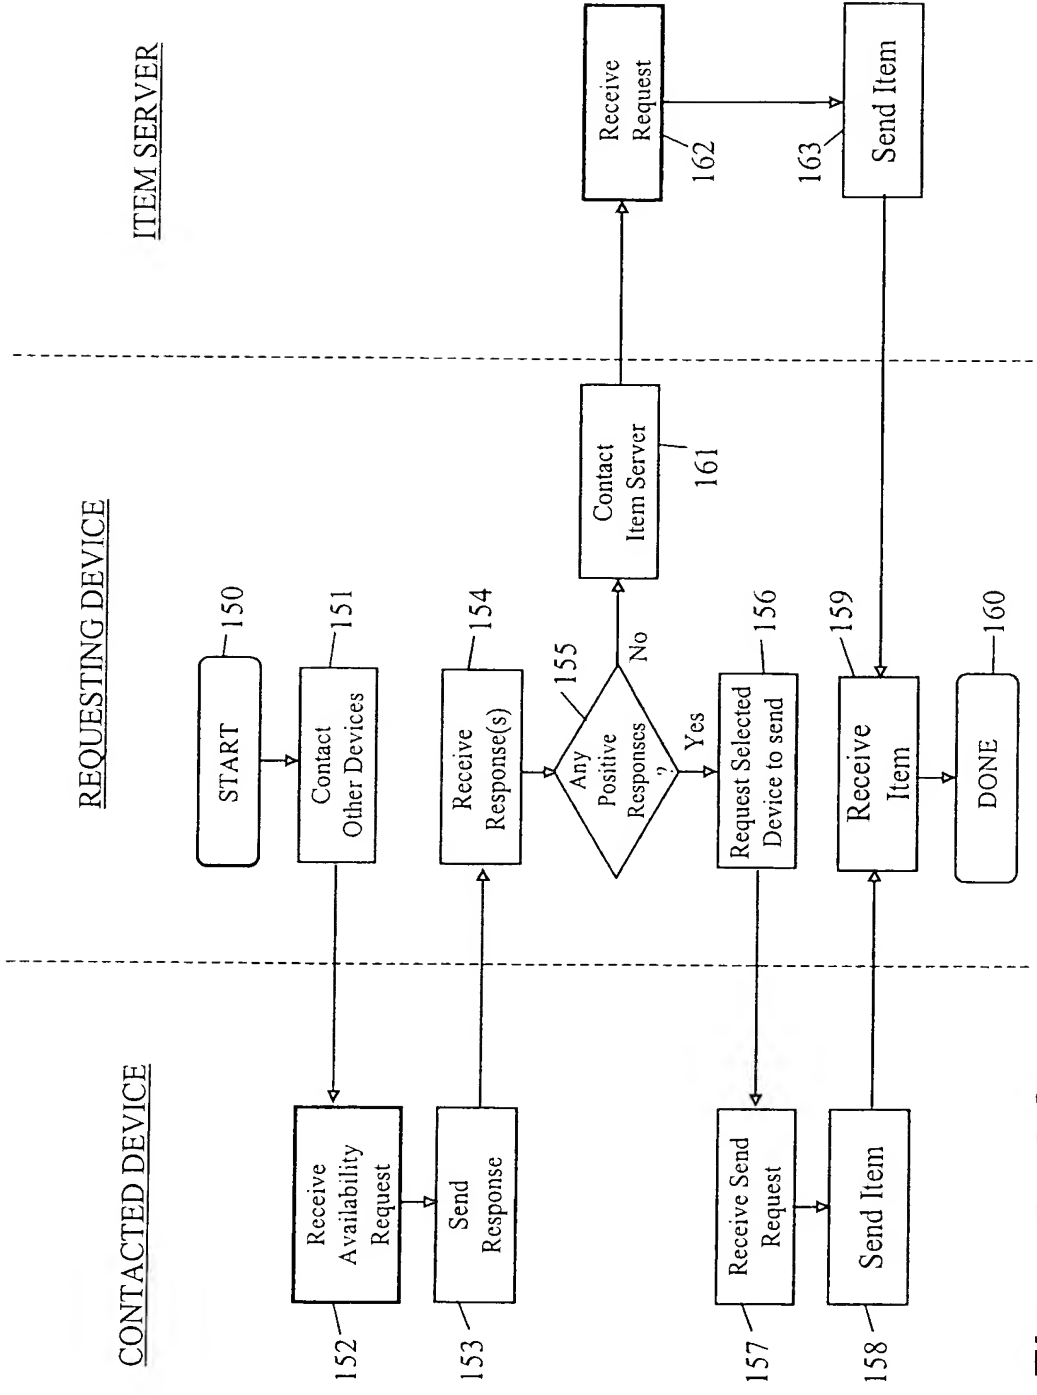 CONTACTED DEVICE
REQUESTING DEVICE
ITEM SERVER
START
150
Contact
Other Devices
151
Receive
Availability
Request
152
Send
Response
153
Receive
Response(s)
154
Any
Positive
Responses
?
155
No
Yes
Contact
Item Server
161
Receive
Request
162
Request Selected
Device to send
156
Receive Send
Request
157
Send Item
158
Receive
Item
159
Send Item
163
DONE
160